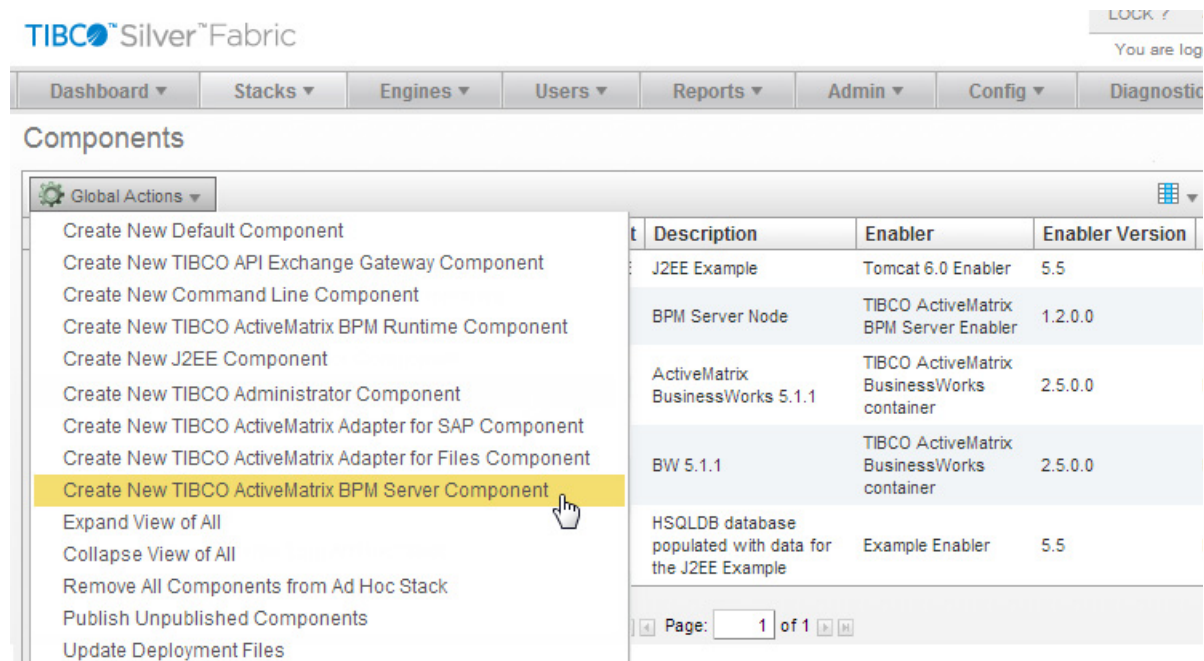 LOCK ?
TIBCO™ Silver™ Fabric
You are log
Dashboard Stacks Engines Users Reports Admin Config Diagnostic
Components
Global Actions
Create New Default Component
Create New TIBCO API Exchange Gateway Component
Create New Command Line Component
Create New TIBCO ActiveMatrix BPM Runtime Component
Create New J2EE Component
Create New TIBCO Administrator Component
Create New TIBCO ActiveMatrix Adapter for SAP Component
Create New TIBCO ActiveMatrix Adapter for Files Component
Create New TIBCO ActiveMatrix BPM Server Component
Expand View of All
Collapse View of All
Remove All Components from Ad Hoc Stack
Publish Unpublished Components
Update Deployment Files
t Description Enabler Enabler Version
J2EE Example Tomcat 6.0 Enabler 5.5
BPM Server Node TIBCO ActiveMatrix
BPM Server Enabler 1.2.0.0
ActiveMatrix
BusinessWorks 5.1.1 TIBCO ActiveMatrix
BusinessWorks
container 2.5.0.0
BW 5.1.1 TIBCO ActiveMatrix
BusinessWorks
container 2.5.0.0
HSQLDB database
populated with data for
the J2EE Example Example Enabler 5.5
Page: 1 of 1